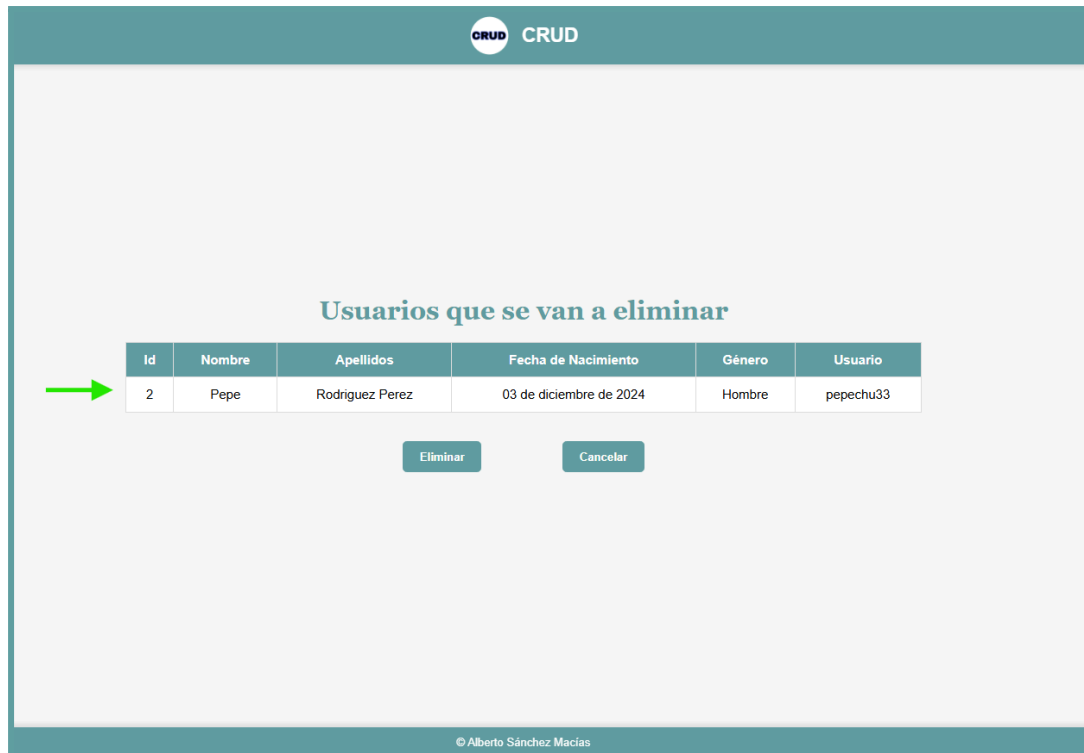 CRUD CRUD
Usuarios que se van a eliminar
Id Nombre Apellidos Fecha de Nacimiento Género Usuario
2 Pepe Rodriguez Perez 03 de diciembre de 2024 Hombre pepechu33
Eliminar Cancelar
© Alberto Sánchez Macías